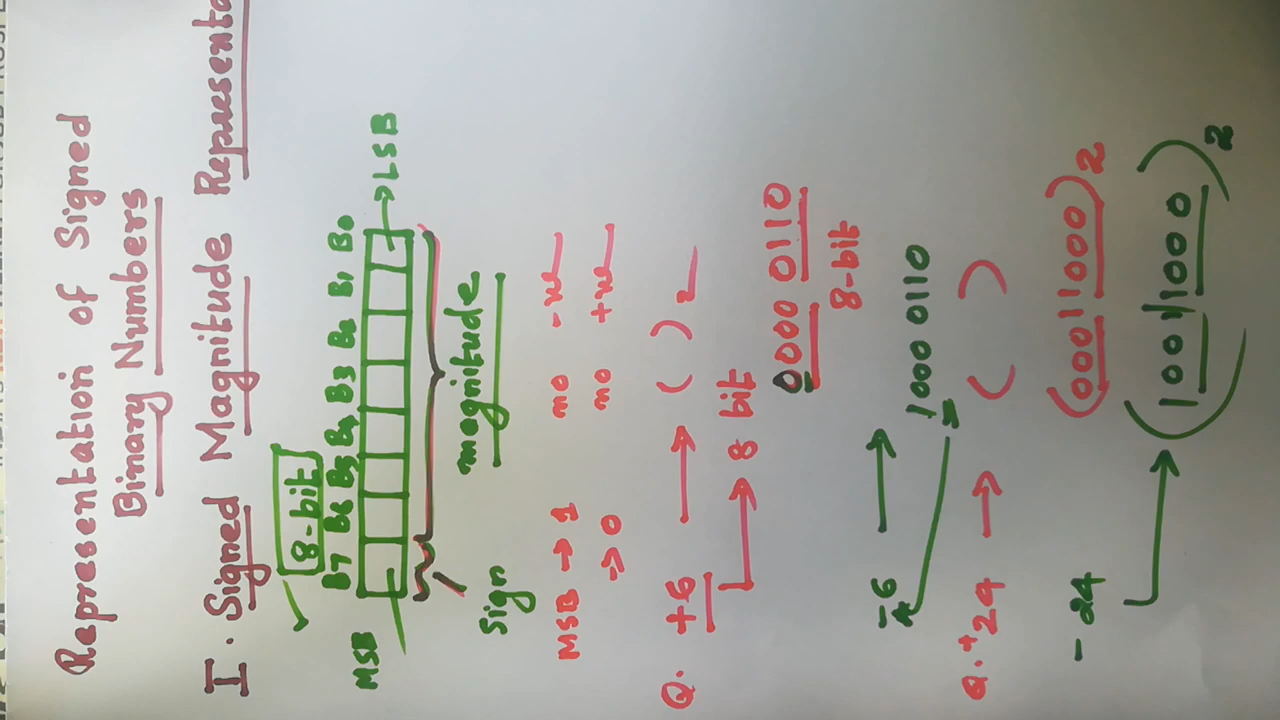 Representation of Signed
Binary Numbers
I. Signed Magnitude
8-bit
B7 B6 B5 B4 B3 B2 B1 B0
MSB
LSB
Sign
magnitude
MSB → 1 no -ve
→ 0 no +ve
Q. +6 → ( )2
→ 8 bit
0000 0110
8-bit
-6 → 1000 0110
Q. +24 → ( )
(00011000)2
-24 → (10011000)2